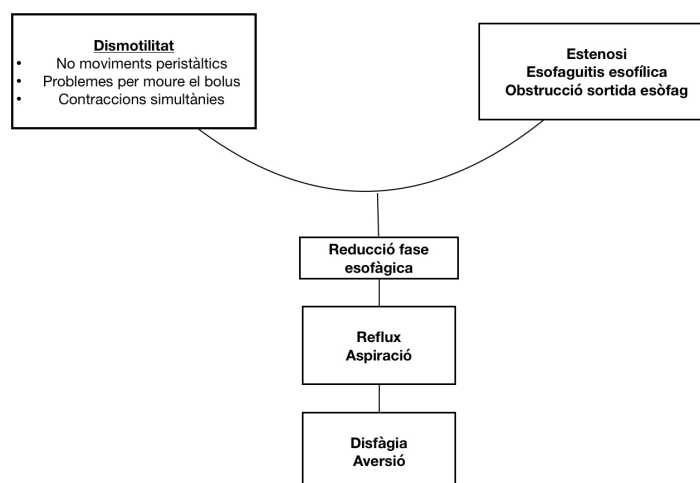 Dismotilitat
• No moviments peristàltics
• Problemes per moure el bolus
• Contraccions simultànies
Estenosi
Esofaguitis esofílica
Obstrucció sortida esòfag
Reducció fase
esofàgica
Reflux
Aspiració
Disfàgia
Aversió